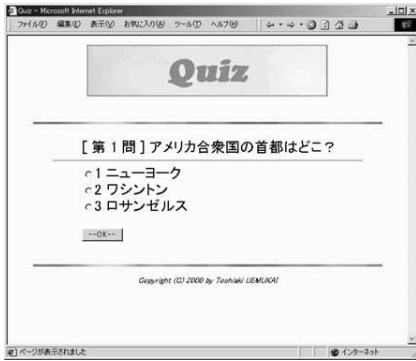 Quiz - Microsoft Internet Explorer
ファイル(F) 編集(E) 表示(V) お気に入り(A) ツール(T) ヘルプ(H)
Quiz
[ 第 1 問 ] アメリカ合衆国の首都はどこ？
1 ニューヨーク
2 ワシントン
3 ロサンゼルス
--OK--
Copyright (C) 2000 by Toshiaki UEMUKAI
ページが表示されました
インターネット